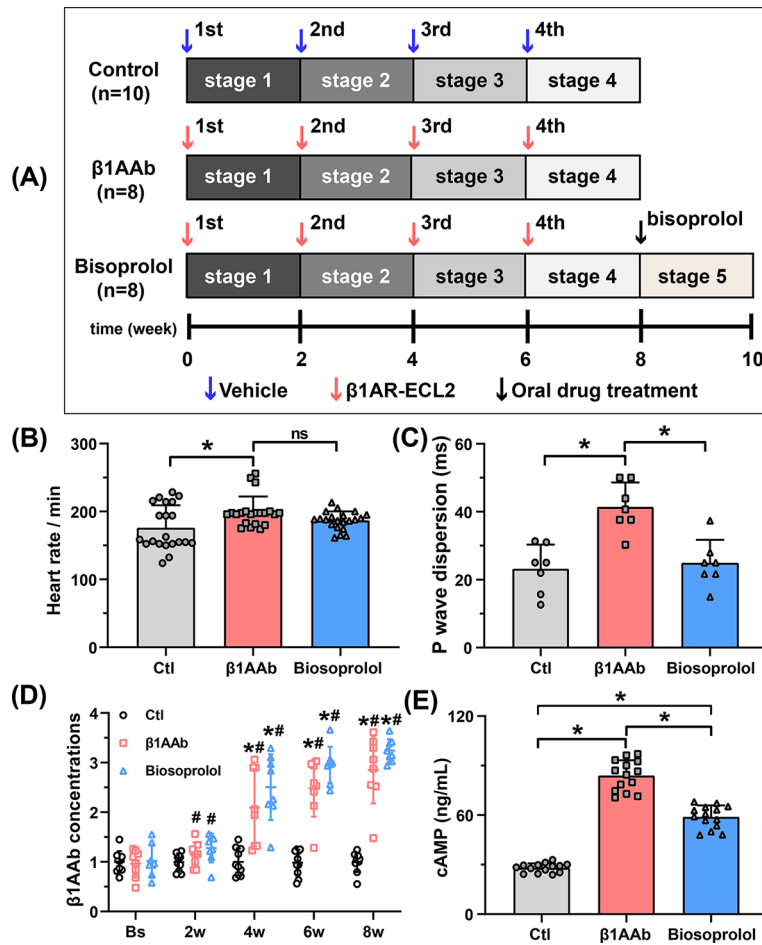 1st 2nd 3rd 4th
Control
(n=10)
stage 1 stage 2 stage 3 stage 4
1st 2nd 3rd 4th
(A)
β1AAb
(n=8)
stage 1 stage 2 stage 3 stage 4
1st 2nd 3rd 4th bisoprolol
Bisoprolol
(n=8)
stage 1 stage 2 stage 3 stage 4 stage 5
time (week)
0 2 4 6 8 10
Vehicle β1AR-ECL2 Oral drug treatment
(B)
Heart rate / min
300
200
100
0
* ns
Ctl β1AAb Biosoprolol
(C)
P wave dispersion (ms)
60
40
20
0
* *
Ctl β1AAb Biosoprolol
(D)
β1AAb concentrations
4
3
2
1
0
Ctl
β1AAb
Biosoprolol
# # *# *# *# *# *# *#
Bs 2w 4w 6w 8w
(E)
cAMP (ng/mL)
120
60
0
*
* *
Ctl β1AAb Biosoprolol